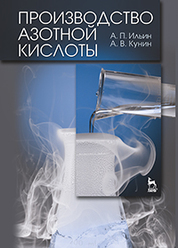 ПРОИЗВОДСТВО
АЗОТНОЙ
КИСЛОТЫ
А. П. Ильин
А. В. Кунин